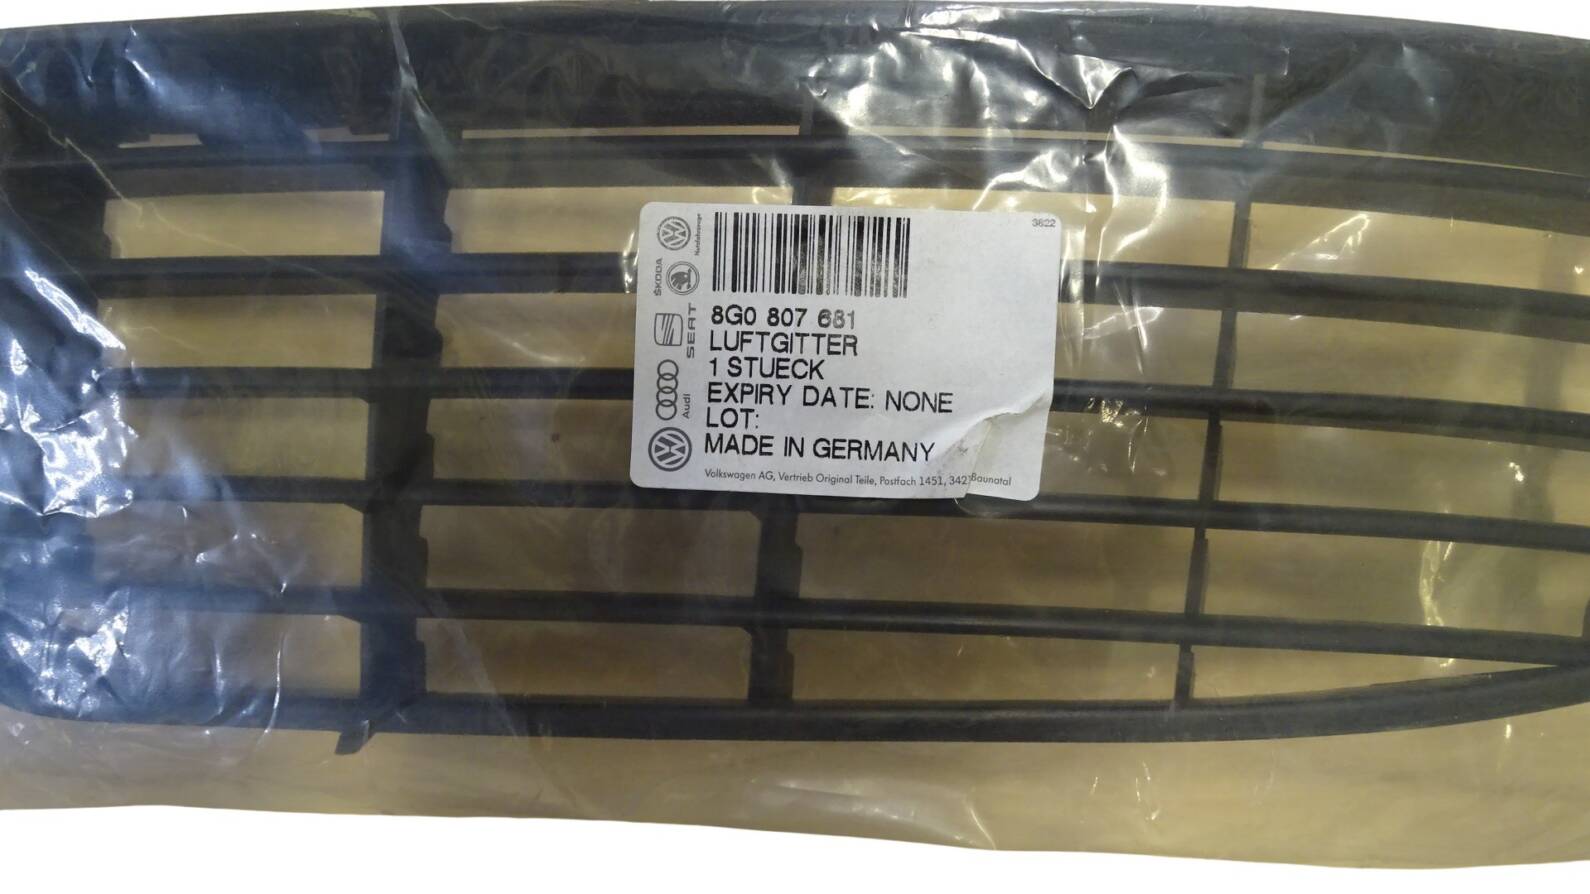 3622
Nutzfahrzeuge
ŠKODA
SEAT
Audi
8G0 807 681
LUFTGITTER
1 STUECK
EXPIRY DATE: NONE
LOT:
MADE IN GERMANY
Volkswagen AG, Vertrieb Original Teile, Postfach 1451, 342 Baunatal